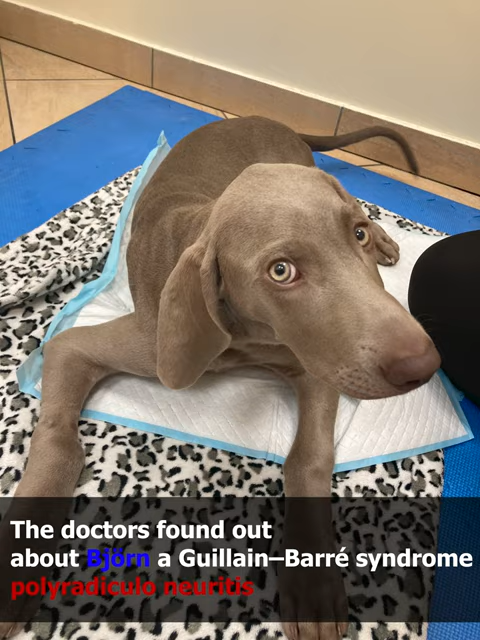 The doctors found out
about Björn a Guillain–Barré syndrome
polyradiculo neuritis